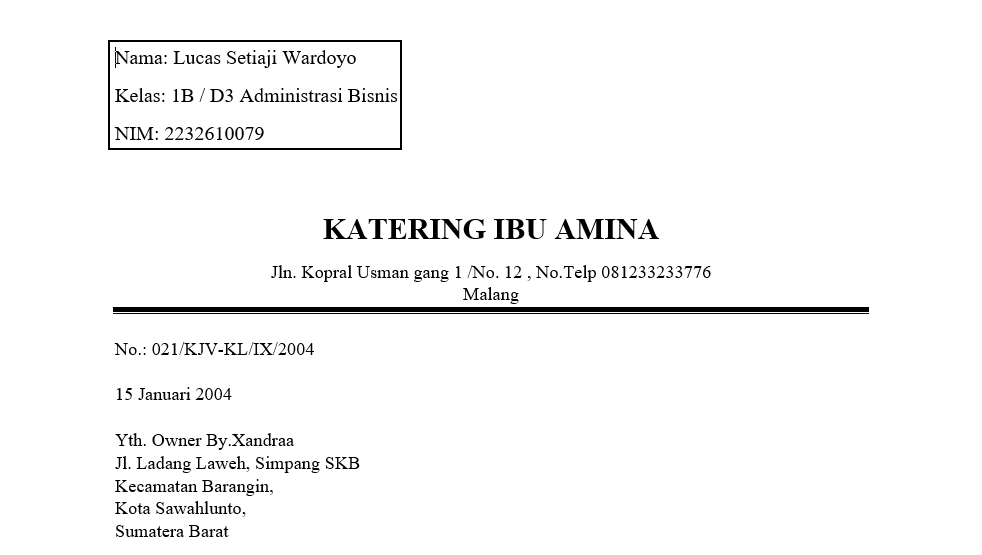 Nama: Lucas Setiaji Wardoyo
Kelas: 1B / D3 Administrasi Bisnis
NIM: 2232610079
KATERING IBU AMINA
Jln. Kopral Usman gang 1 /No. 12 , No.Telp 081233233776
Malang
No.: 021/KJV-KL/IX/2004
15 Januari 2004
Yth. Owner By.Xandraa
Jl. Ladang Laweh, Simpang SKB
Kecamatan Barangin,
Kota Sawahlunto,
Sumatera Barat